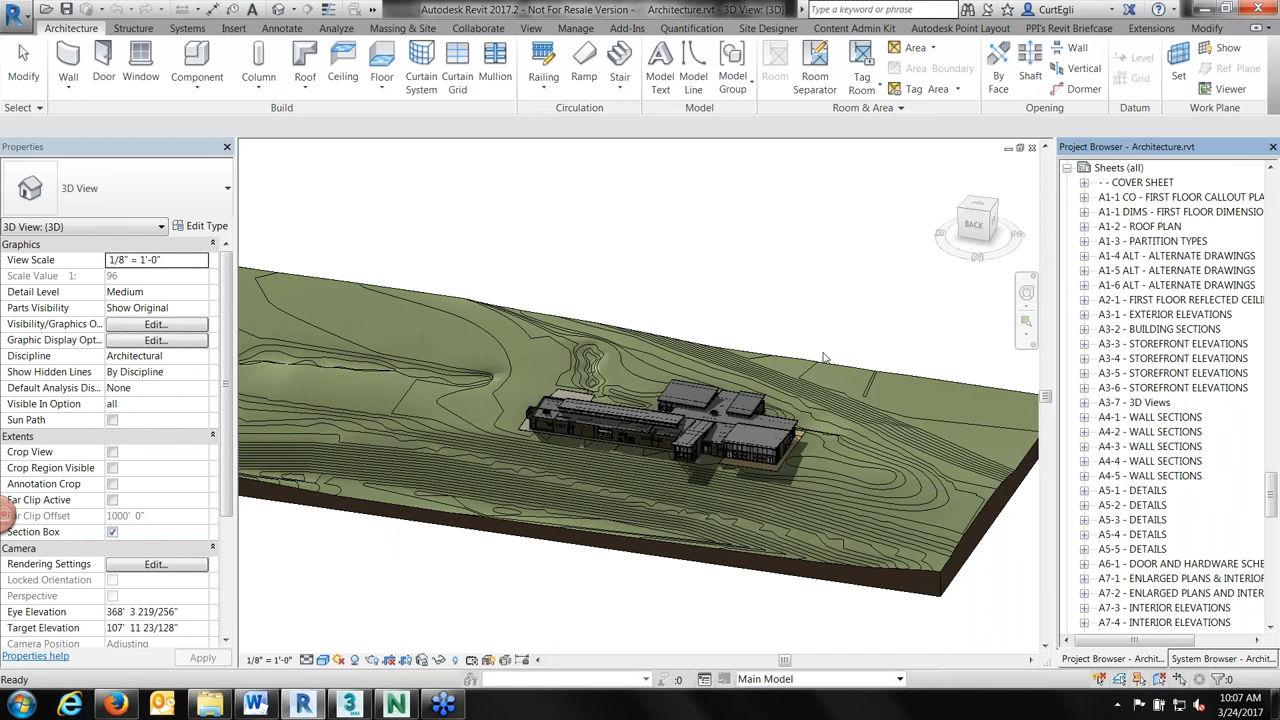 Autodesk Revit 2017.2 - Not For Resale Version - Architecture.rvt - 3D View: {3D}
Type a keyword or phrase
CurtEgli
Architecture Structure Systems Insert Annotate Analyze Massing & Site Collaborate View Manage Add-Ins Quantification Site Designer Content Admin Kit Autodesk Point Layout PPI's Revit Briefcase Extensions Modify
Modify Wall Door Window Component Column Roof Ceiling Floor Curtain System Curtain Grid Mullion Railing Ramp Stair Model Text Model Line Model Group Room Room Separator Tag Room Area Area Boundary Tag Area By Face Shaft Wall Vertical Dormer Level Grid Set Show Ref Plane Viewer
Select Build Circulation Model Room & Area Opening Datum Work Plane
Properties
3D View
3D View: {3D} Edit Type
Graphics
View Scale 1/8" = 1'-0"
Scale Value 1: 96
Detail Level Medium
Parts Visibility Show Original
Visibility/Graphics O... Edit...
Graphic Display Opt... Edit...
Discipline Architectural
Show Hidden Lines By Discipline
Default Analysis Dis... None
Visible In Option all
Sun Path
Extents
Crop View
Crop Region Visible
Annotation Crop
Far Clip Active
Far Clip Offset 1000' 0"
Section Box
Camera
Rendering Settings Edit...
Locked Orientation
Perspective
Eye Elevation 368' 3 219/256"
Target Elevation 107' 11 23/128"
Camera Position Adjusting
Properties help Apply
BACK
N
Project Browser - Architecture.rvt
Sheets (all)
- - COVER SHEET
A1-1 CO - FIRST FLOOR CALLOUT PLA
A1-1 DIMS - FIRST FLOOR DIMENSIO
A1-2 - ROOF PLAN
A1-3 - PARTITION TYPES
A1-4 ALT - ALTERNATE DRAWINGS
A1-5 ALT - ALTERNATE DRAWINGS
A1-6 ALT - ALTERNATE DRAWINGS
A2-1 - FIRST FLOOR REFLECTED CEILI
A3-1 - EXTERIOR ELEVATIONS
A3-2 - BUILDING SECTIONS
A3-3 - STOREFRONT ELEVATIONS
A3-4 - STOREFRONT ELEVATIONS
A3-5 - STOREFRONT ELEVATIONS
A3-6 - STOREFRONT ELEVATIONS
A3-7 - 3D Views
A4-1 - WALL SECTIONS
A4-2 - WALL SECTIONS
A4-3 - WALL SECTIONS
A4-4 - WALL SECTIONS
A4-5 - WALL SECTIONS
A5-1 - DETAILS
A5-2 - DETAILS
A5-3 - DETAILS
A5-4 - DETAILS
A5-5 - DETAILS
A6-1 - DOOR AND HARDWARE SCHE
A7-1 - ENLARGED PLANS & INTERIOR
A7-2 - ENLARGED PLANS AND INTER
A7-3 - INTERIOR ELEVATIONS
A7-4 - INTERIOR ELEVATIONS
Project Browser - Archit... System Browser - Archit...
1/8" = 1'-0"
Ready :0 Main Model :0
10:07 AM
3/24/2017